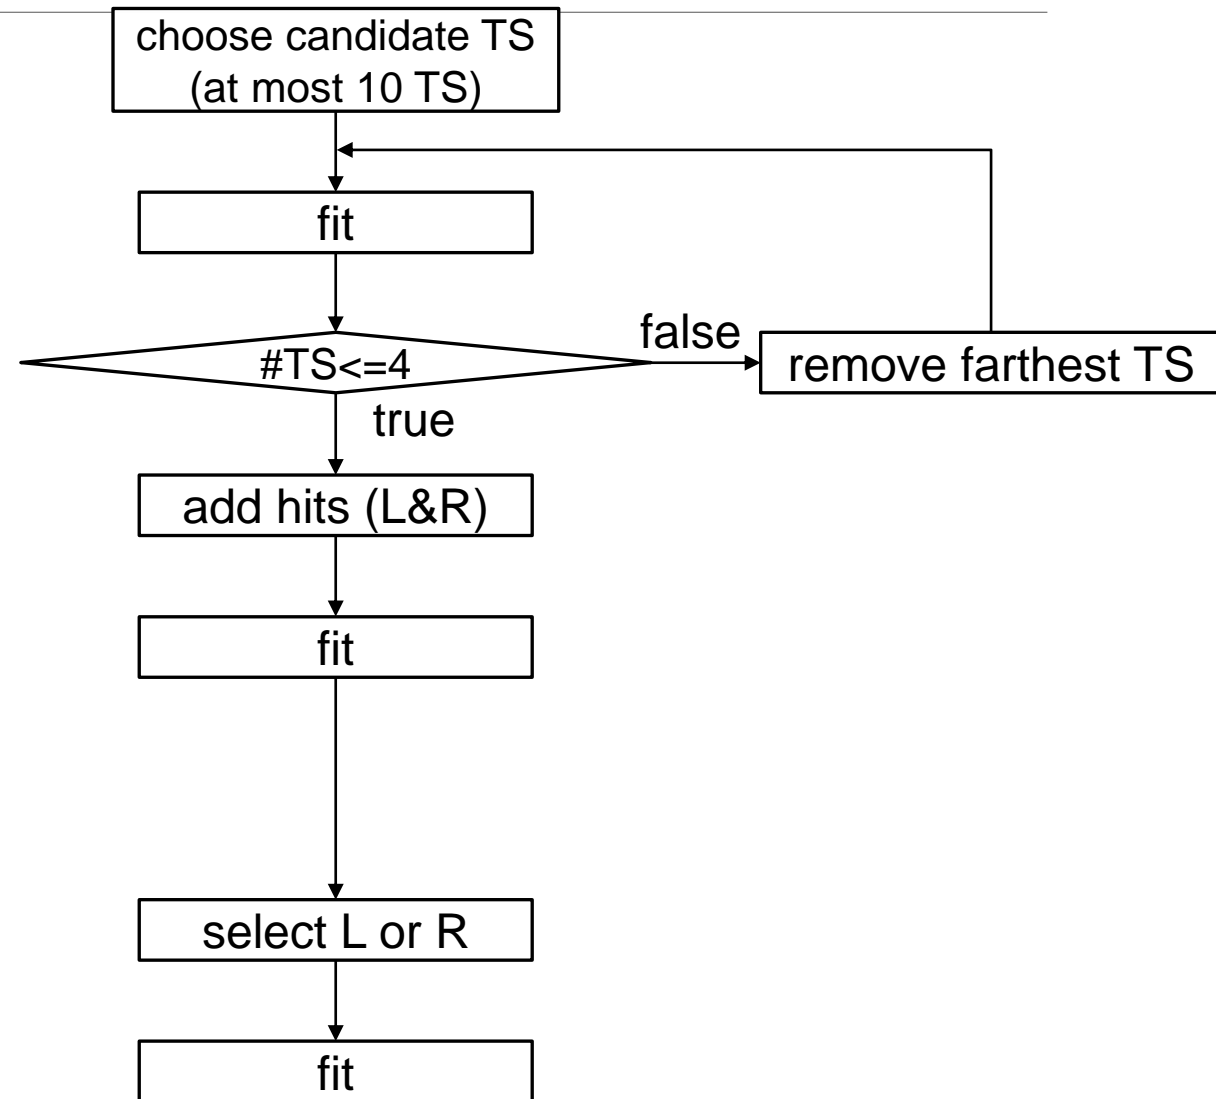 choose candidate TS
(at most 10 TS)
fit
#TS<=4
false
remove farthest TS
true
add hits (L&R)
fit
select L or R
fit